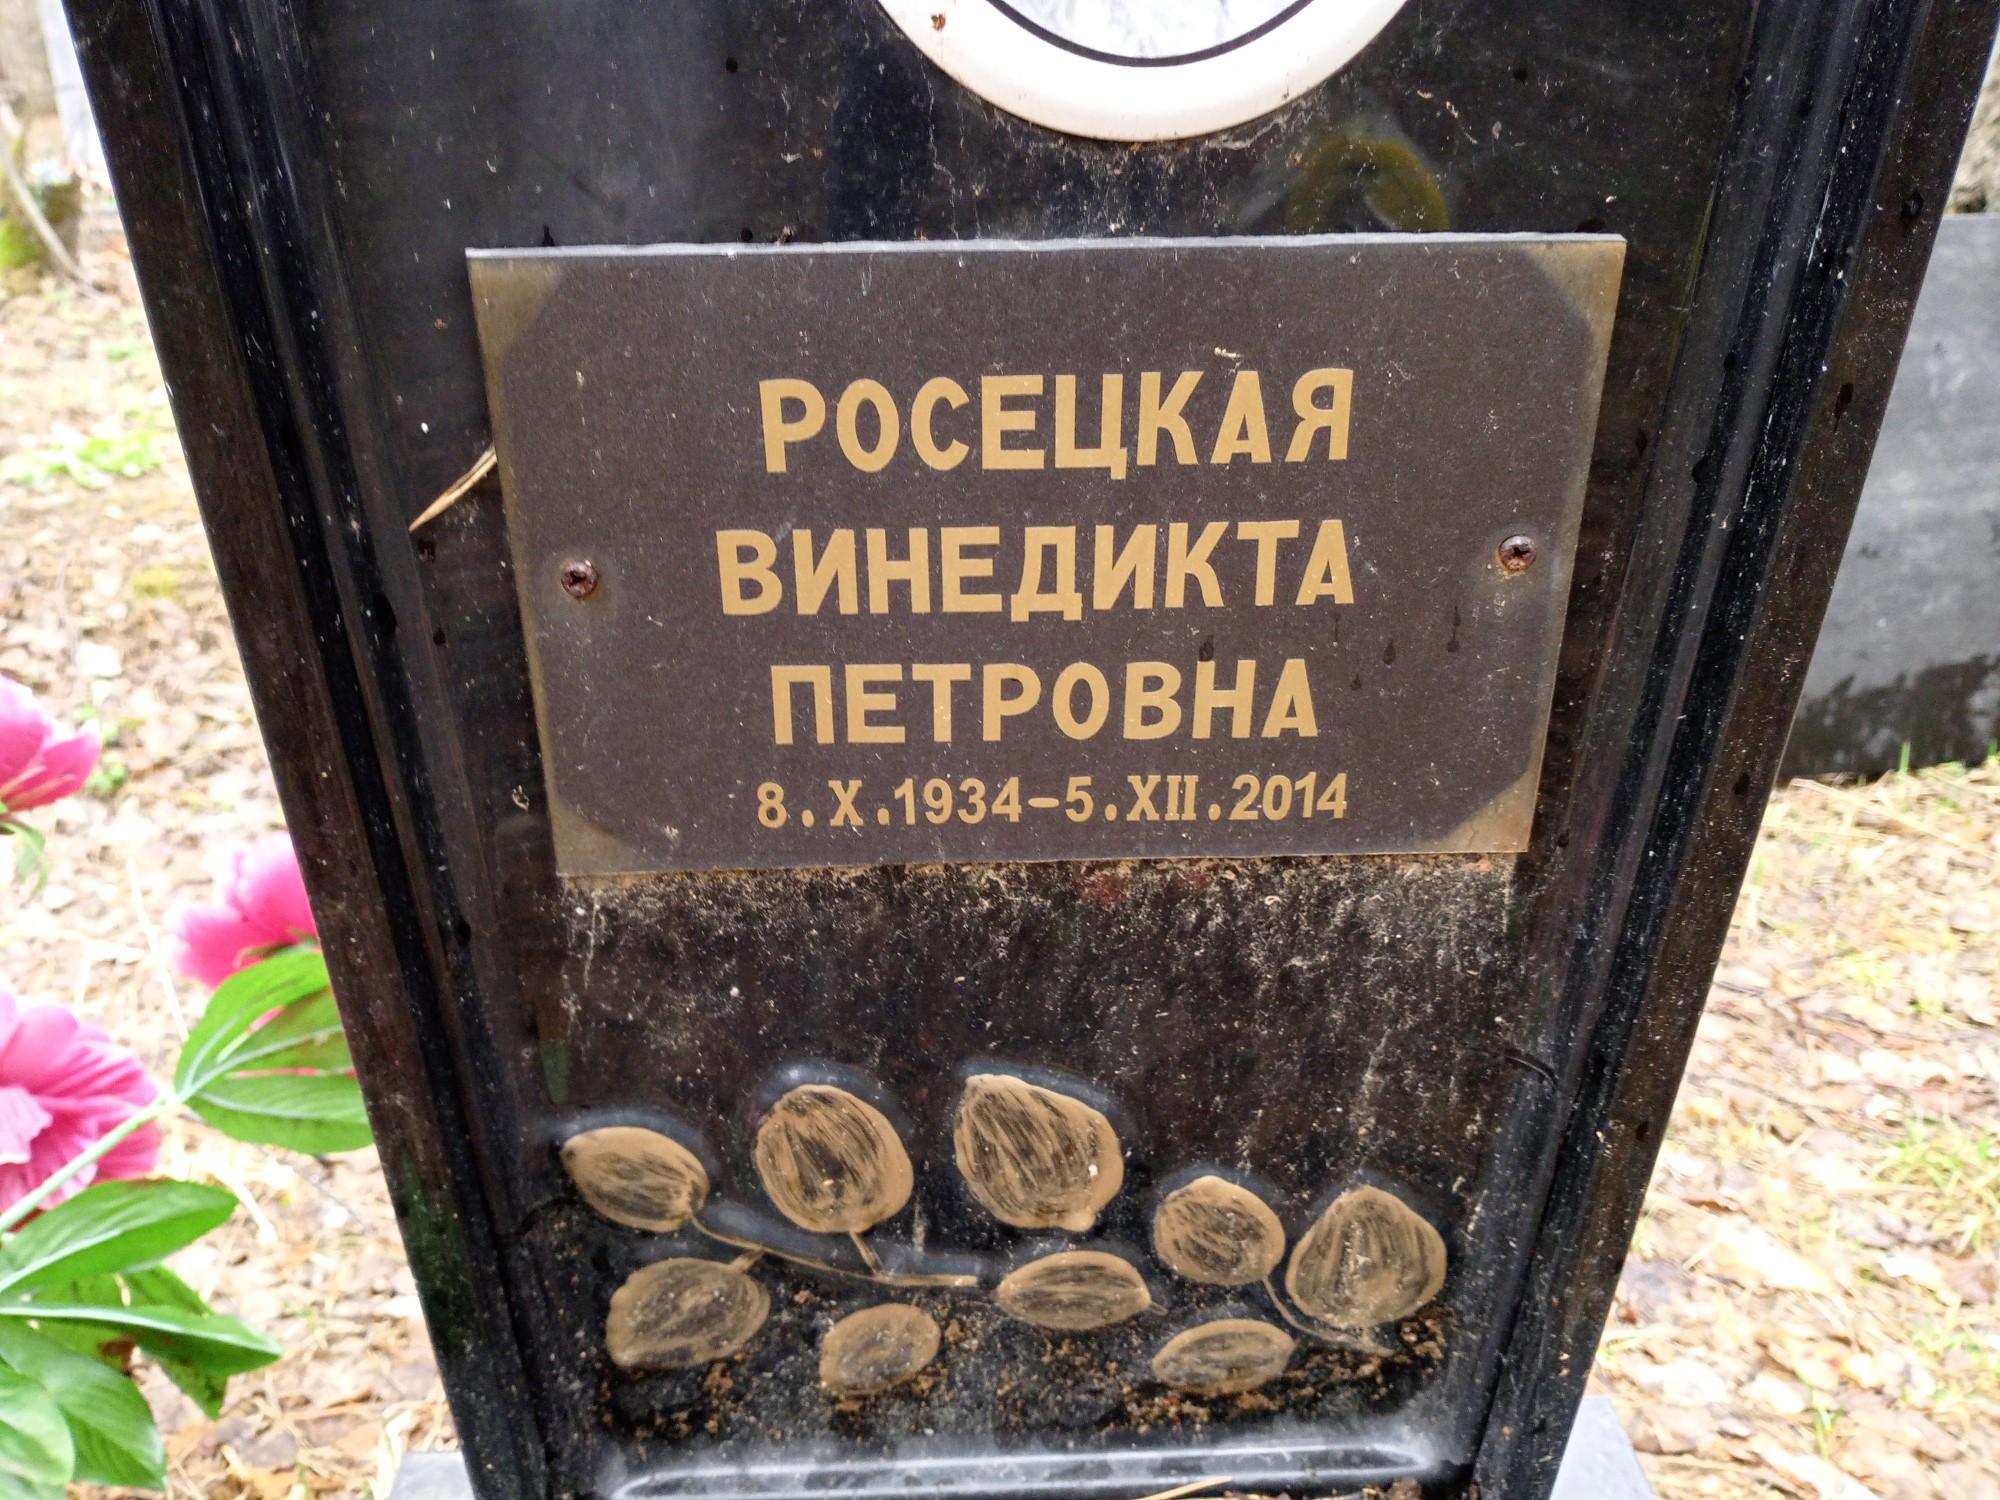 РОСЕЦКАЯ
ВИНЕДИКТА
ПЕТРОВНА
8.X.1934-5.XII.2014